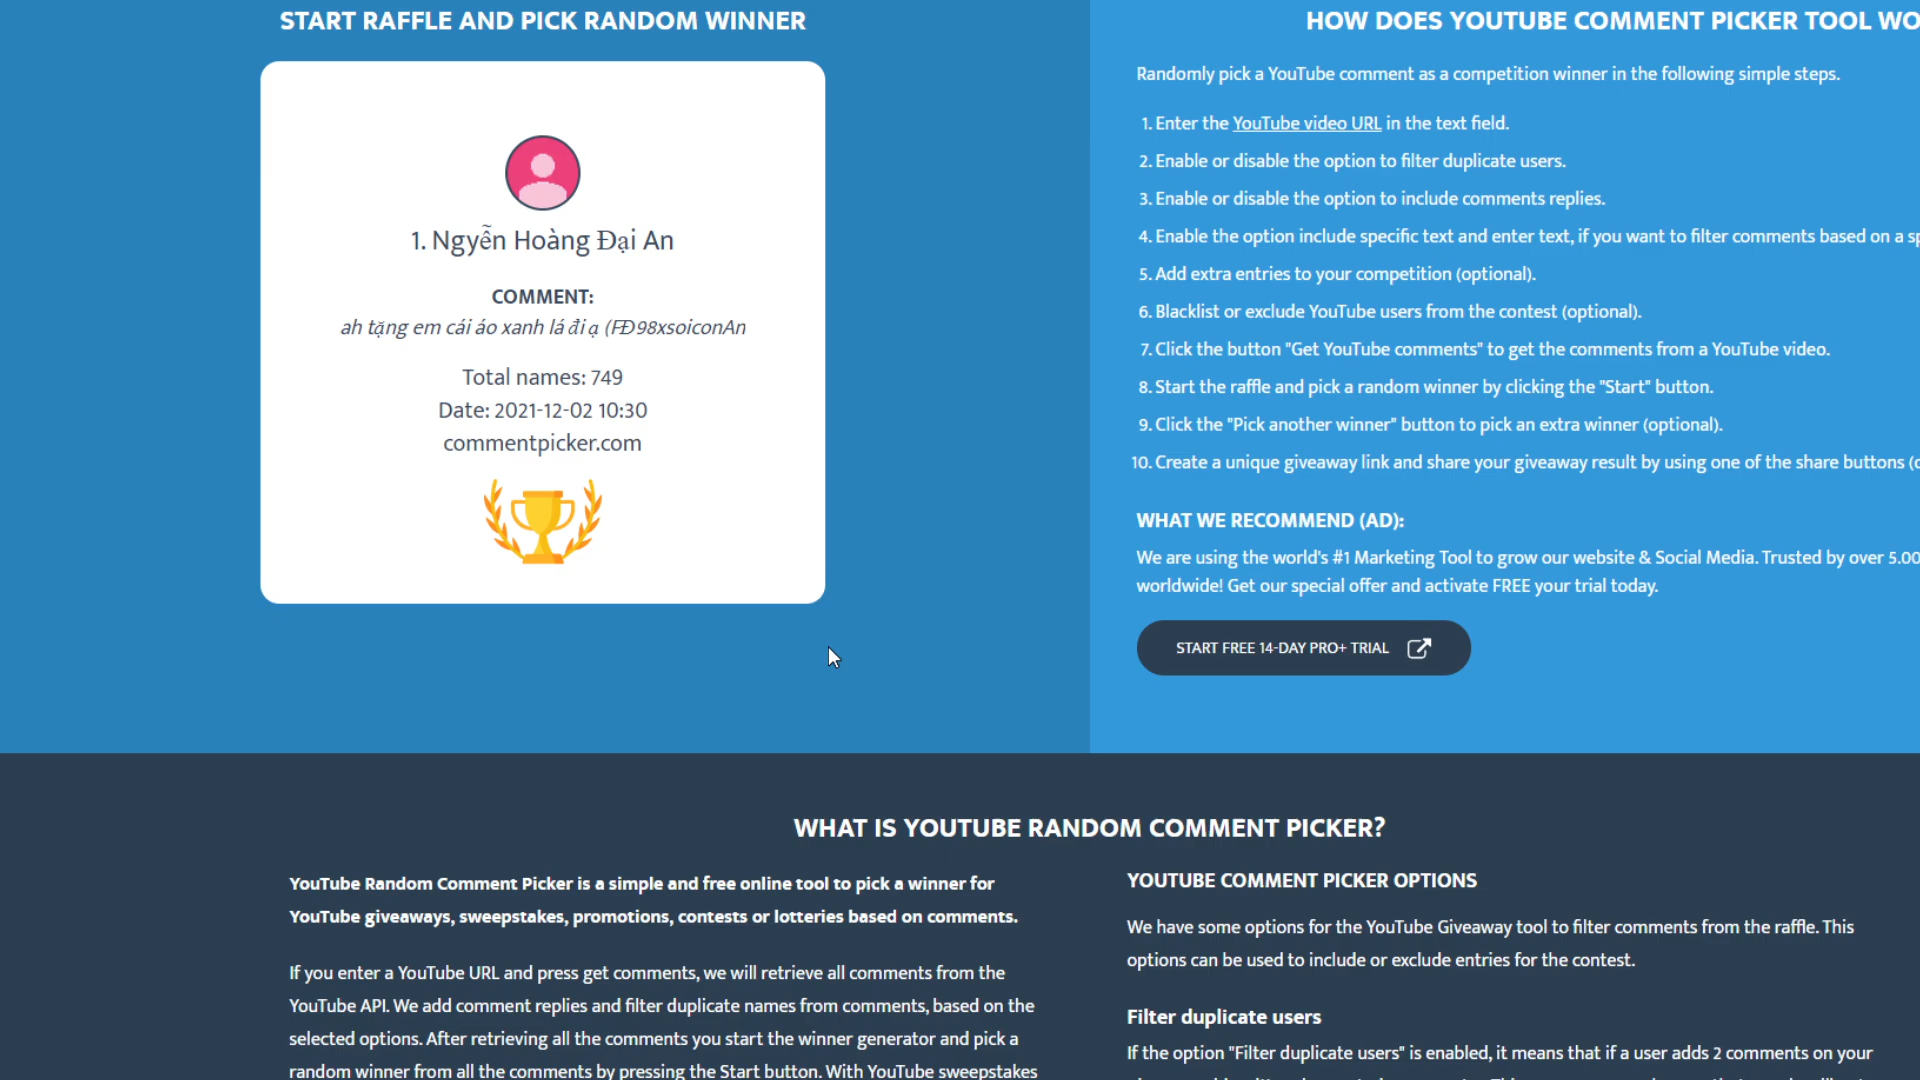 START RAFFLE AND PICK RANDOM WINNER
1. Ngyễn Hoàng Đại An
COMMENT:
ah tặng em cái áo xanh lá đi ạ (FĐ98xsoiconAn
Total names: 749
Date: 2021-12-02 10:30
commentpicker.com
HOW DOES YOUTUBE COMMENT PICKER TOOL WO
Randomly pick a YouTube comment as a competition winner in the following simple steps.
1. Enter the YouTube video URL in the text field.
2. Enable or disable the option to filter duplicate users.
3. Enable or disable the option to include comments replies.
4. Enable the option include specific text and enter text, if you want to filter comments based on a sp
5. Add extra entries to your competition (optional).
6. Blacklist or exclude YouTube users from the contest (optional).
7. Click the button "Get YouTube comments" to get the comments from a YouTube video.
8. Start the raffle and pick a random winner by clicking the "Start" button.
9. Click the "Pick another winner" button to pick an extra winner (optional).
10. Create a unique giveaway link and share your giveaway result by using one of the share buttons (o
WHAT WE RECOMMEND (AD):
We are using the world's #1 Marketing Tool to grow our website & Social Media. Trusted by over 5.00
worldwide! Get our special offer and activate FREE your trial today.
START FREE 14-DAY PRO+ TRIAL
WHAT IS YOUTUBE RANDOM COMMENT PICKER?
YouTube Random Comment Picker is a simple and free online tool to pick a winner for
YouTube giveaways, sweepstakes, promotions, contests or lotteries based on comments.
If you enter a YouTube URL and press get comments, we will retrieve all comments from the
YouTube API. We add comment replies and filter duplicate names from comments, based on the
selected options. After retrieving all the comments you start the winner generator and pick a
random winner from all the comments by pressing the Start button. With YouTube sweepstakes
YOUTUBE COMMENT PICKER OPTIONS
We have some options for the YouTube Giveaway tool to filter comments from the raffle. This
options can be used to include or exclude entries for the contest.
Filter duplicate users
If the option "Filter duplicate users" is enabled, it means that if a user adds 2 comments on your